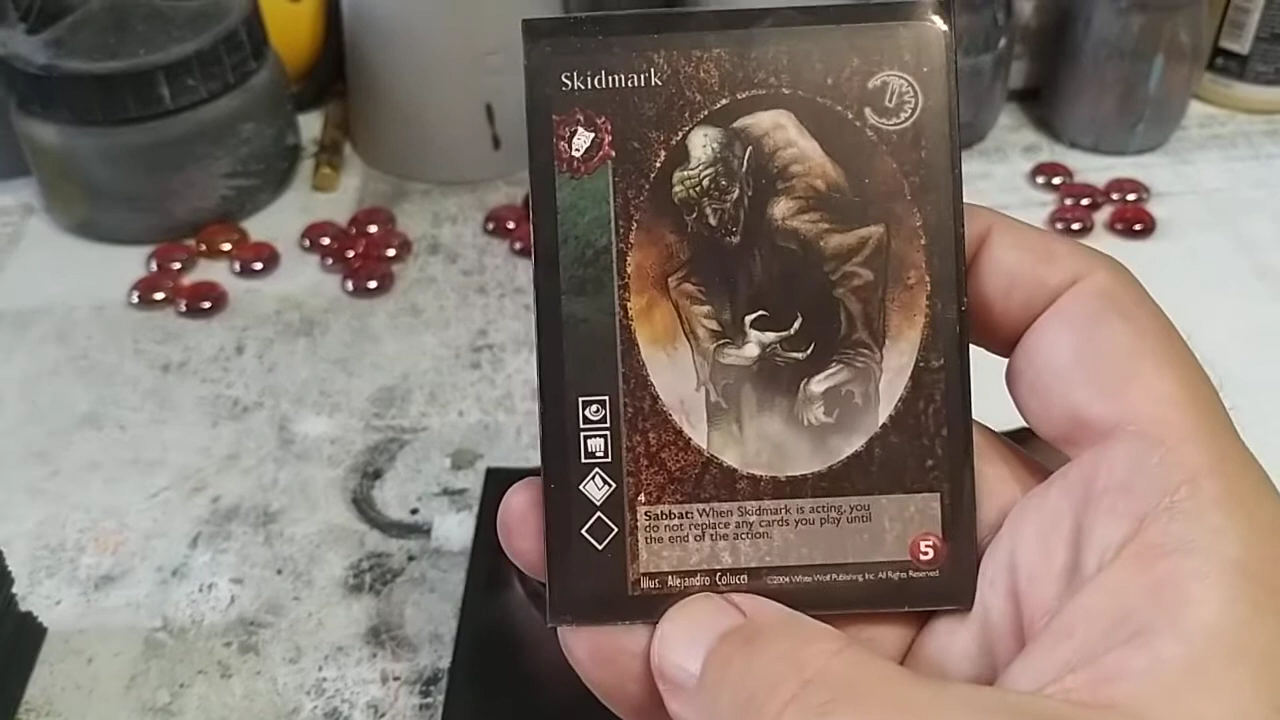 Skidmark
4
Sabbat: When Skidmark is acting, you
do not replace any cards you play until
the end of the action.
5
Illus. Alejandro Colucci ©2004 White Wolf Publishing, Inc. All Rights Reserved.